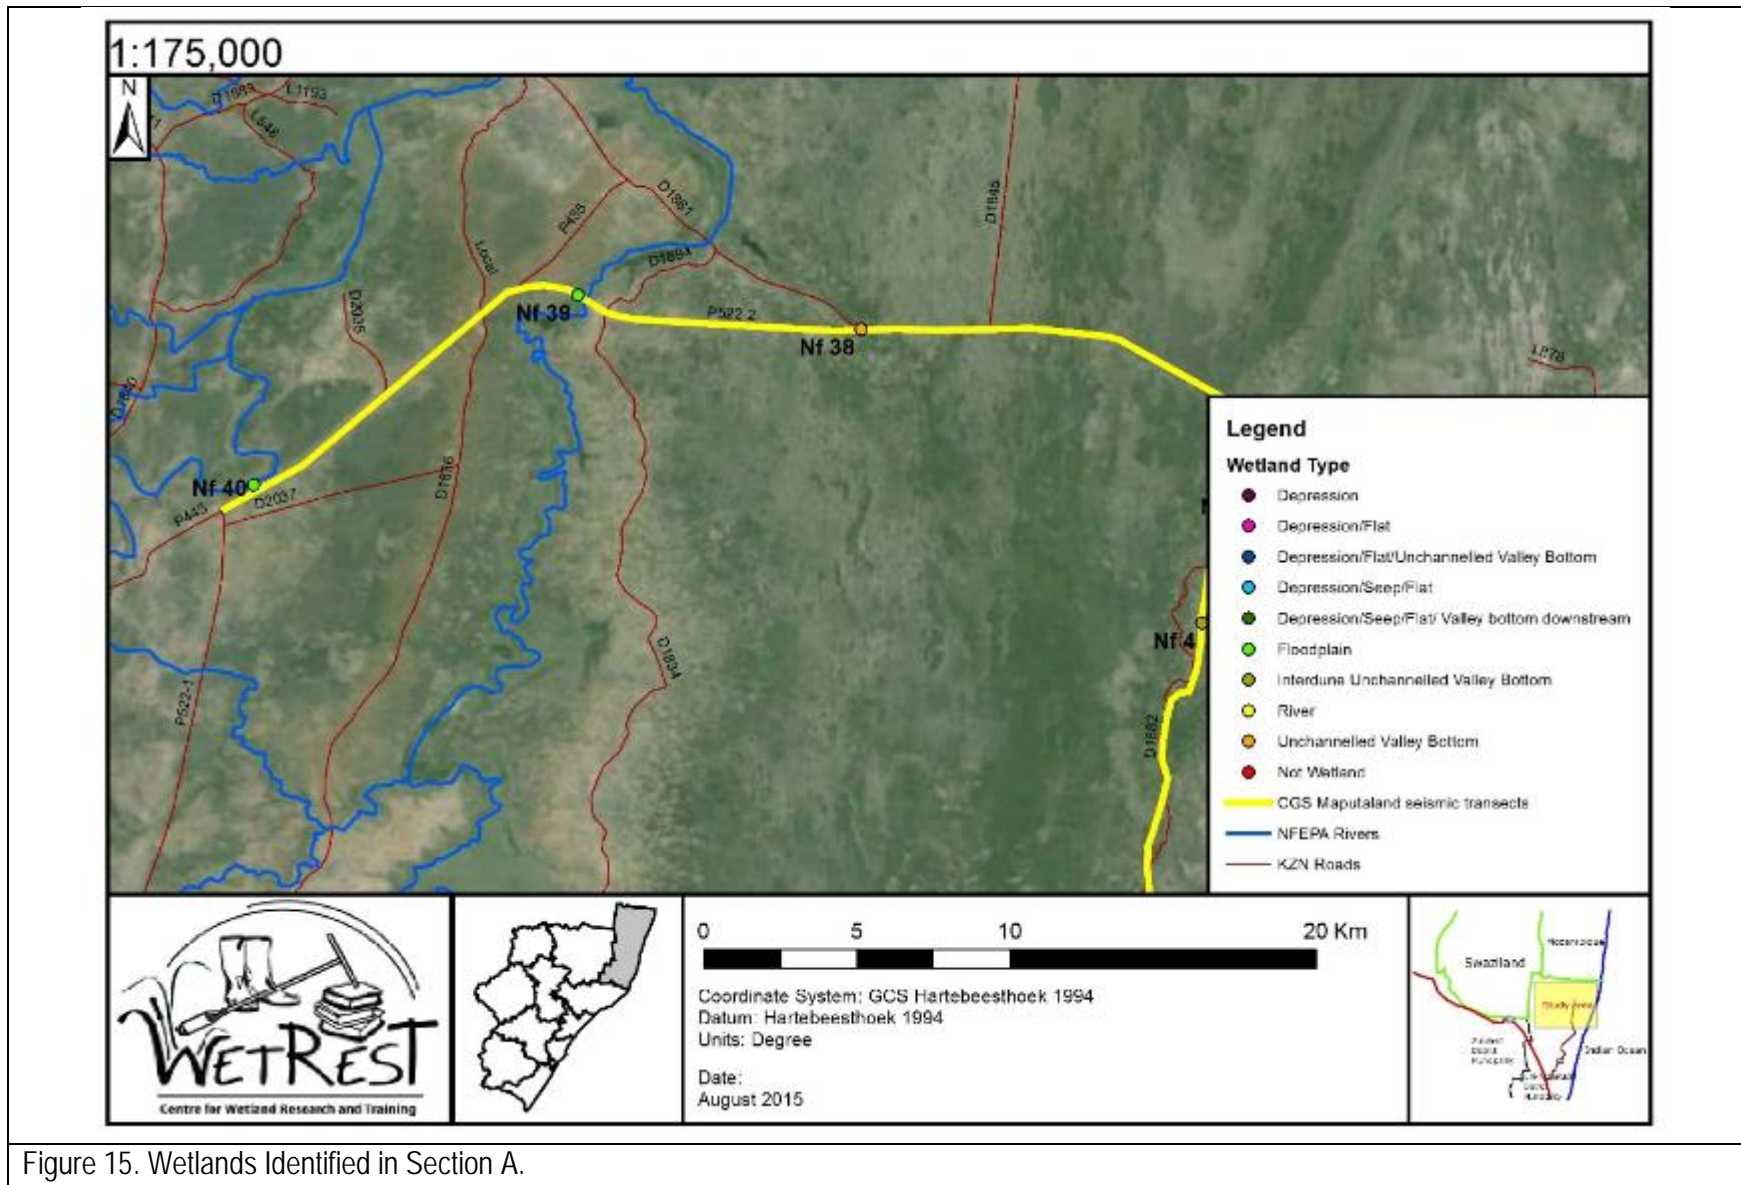 1:175,000
N
D1989
L1193
L548
11
D1861
P438
Local
D1884
D1848
D2035
Nf 39
P522 2
Nf 38
L878
Nf 40
D2037
P443
D1836
D1834
P522-1
Nf 4
D1882
Legend
Wetland Type
Depression
Depression/Flat
Depression/Flat/Unchannelled Valley Bottom
Depression/Seep/Flat
Depression/Seep/Flat/ Valley bottom downstream
Floodplain
Interdune Unchannelled Valley Bottom
River
Unchannelled Valley Bottom
Not Wetland
CGS Maputaland seismic transects
NFEPA Rivers
KZN Roads
WETREST
Centre for Wetland Research and Training
0 5 10 20 Km
Coordinate System: GCS Hartebeesthoek 1994
Datum: Hartebeesthoek 1994
Units: Degree
Date:
August 2015
Mozambique
Swaziland
Study Area
Indian Ocean
Figure 15. Wetlands Identified in Section A.